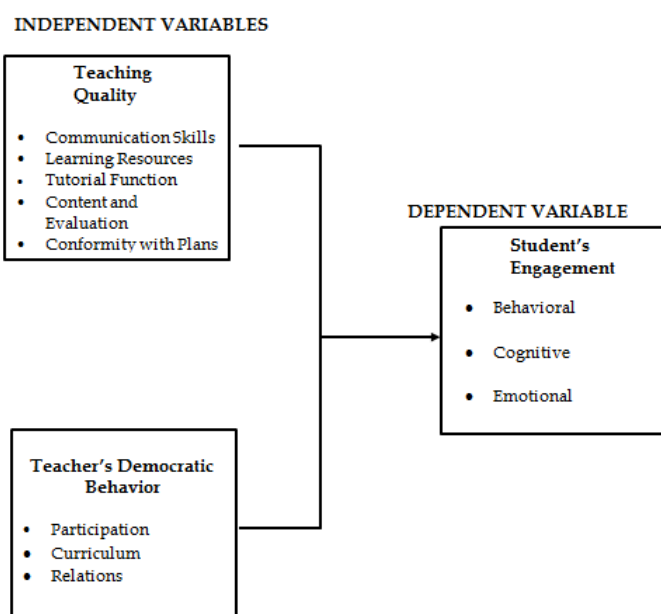 INDEPENDENT VARIABLES
Teaching
Quality
• Communication Skills
• Learning Resources
• Tutorial Function
• Content and
Evaluation
• Conformity with Plans
DEPENDENT VARIABLE
Student’s
Engagement
• Behavioral
• Cognitive
• Emotional
Teacher’s Democratic
Behavior
• Participation
• Curriculum
• Relations